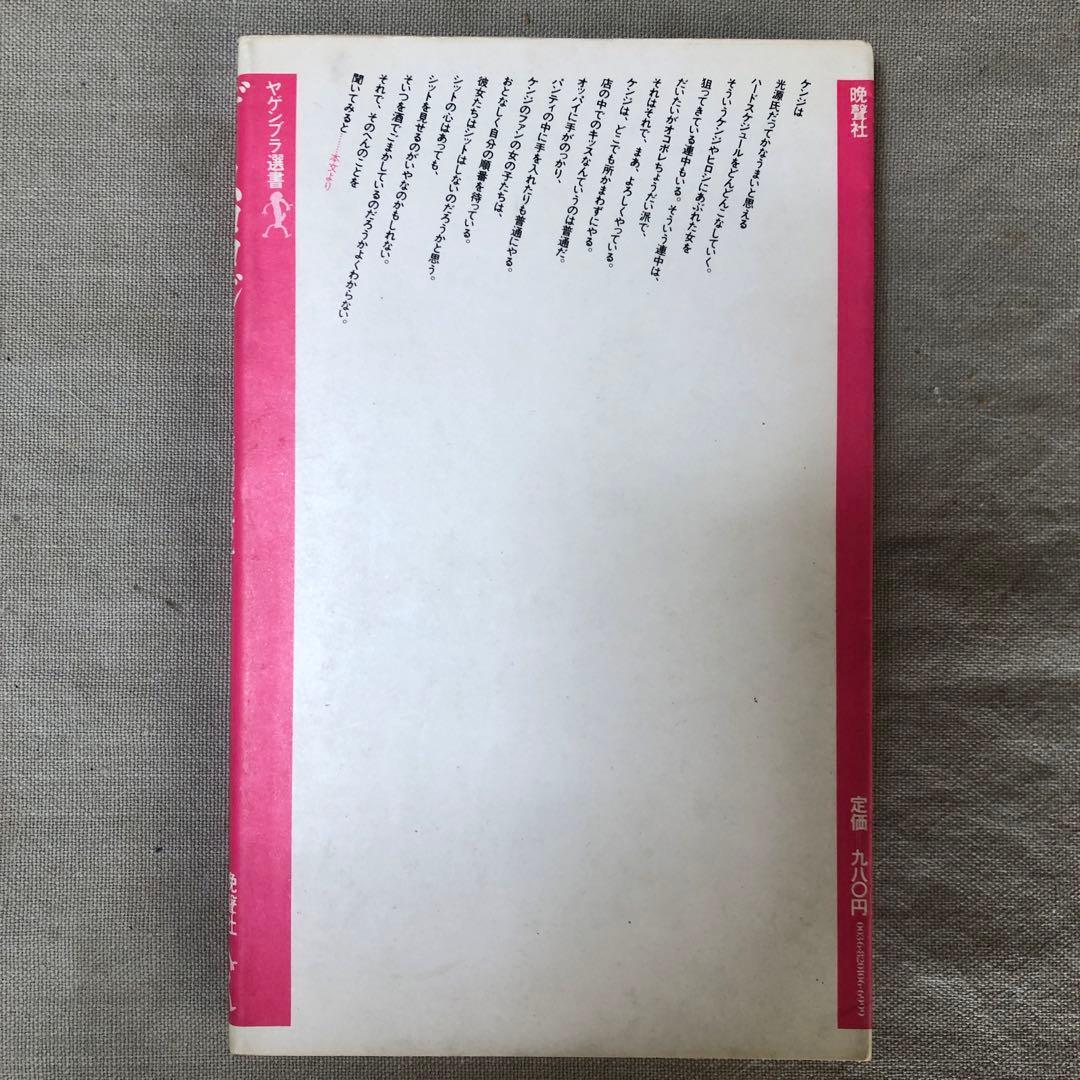 晩聲社
定価 九八〇円
ケンジは
光源氏だってかなうまいと思える
ハードスケジュールをどんどんこなしていく。
そういうケンジやヒロシにあぶれた女を
狙ってきている連中もいる。そういう連中は、
だいたいがオコボレちょうだい派で、
それはそれで、まあ、よろしくやっている。
ケンジは、どこでも所かまわずにやる。
店の中でのキッスなんていうのは普通だ。
オッパイに手がのっかり、
パンティの中に手を入れたりも普通にやる。
ケンジのファンの女の子たちは、
おとなしく自分の順番を待っている。
彼女たちはシットはしないのだろうかと思う。
シットの心はあっても、
シットを見せるのがいやなのかもしれない。
そいつを酒でごまかしているのだろうかよくわからない。
それで、そのへんのことを
聞いてみると……本文より
ヤゲンブラ選書
晩聲社